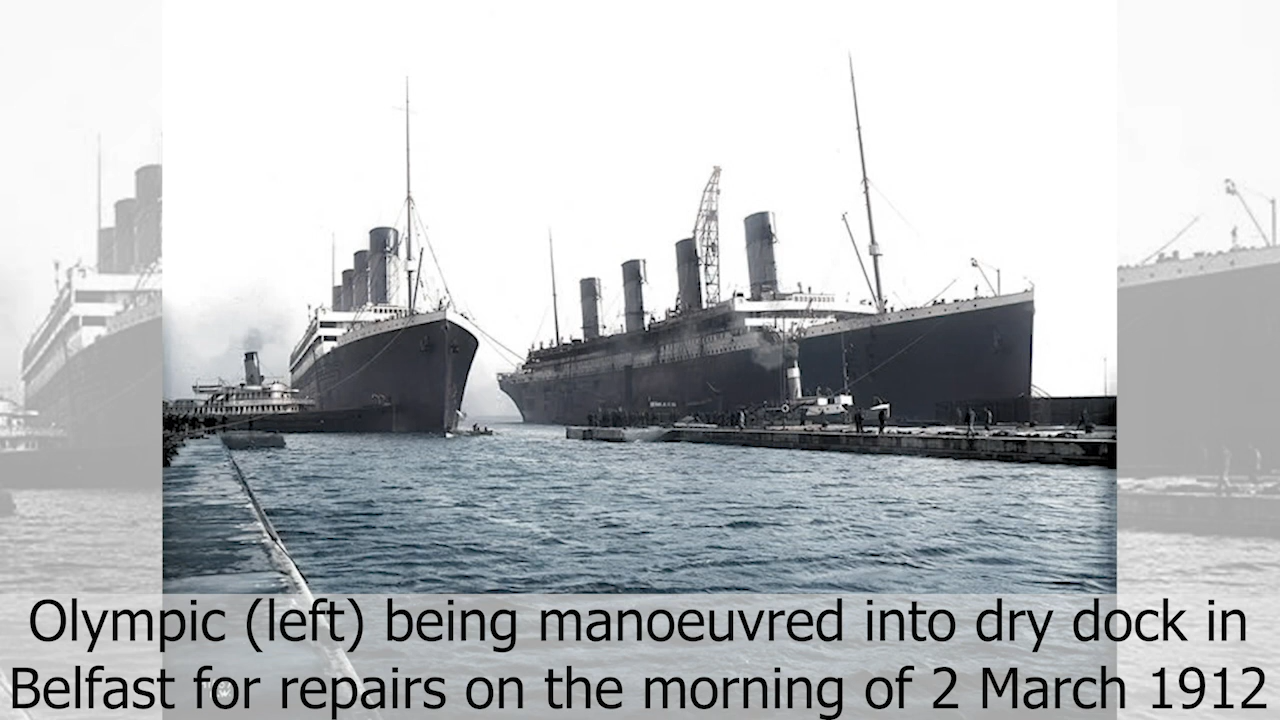 Olympic (left) being manoeuvred into dry dock in
Belfast for repairs on the morning of 2 March 1912